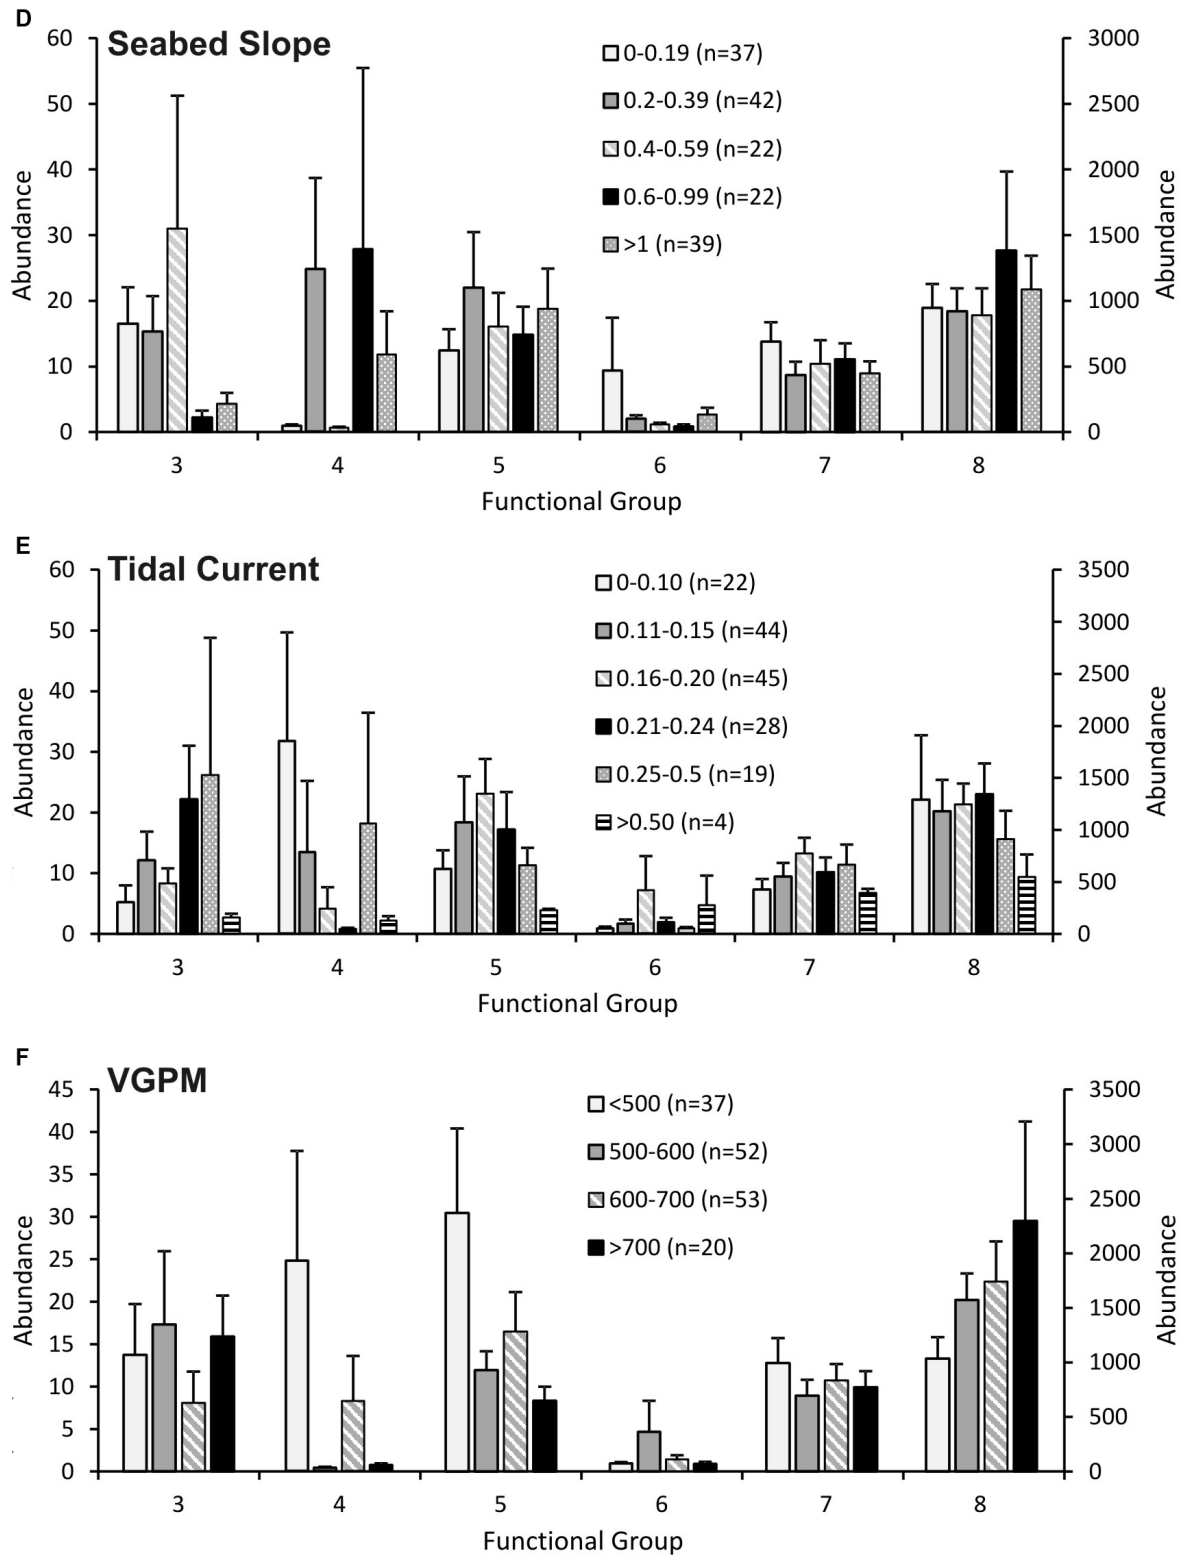 D
Seabed Slope
60
50
40
30
20
10
0
Abundance
3000
2500
2000
1500
1000
500
0
Abundance
0-0.19 (n=37)
0.2-0.39 (n=42)
0.4-0.59 (n=22)
0.6-0.99 (n=22)
>1 (n=39)
3 4 5 6 7 8
Functional Group
E
Tidal Current
60
50
40
30
20
10
0
Abundance
3500
3000
2500
2000
1500
1000
500
0
Abundance
0-0.10 (n=22)
0.11-0.15 (n=44)
0.16-0.20 (n=45)
0.21-0.24 (n=28)
0.25-0.5 (n=19)
>0.50 (n=4)
3 4 5 6 7 8
Functional Group
F
VGPM
45
40
35
30
25
20
15
10
5
0
Abundance
3500
3000
2500
2000
1500
1000
500
0
Abundance
<500 (n=37)
500-600 (n=52)
600-700 (n=53)
>700 (n=20)
3 4 5 6 7 8
Functional Group